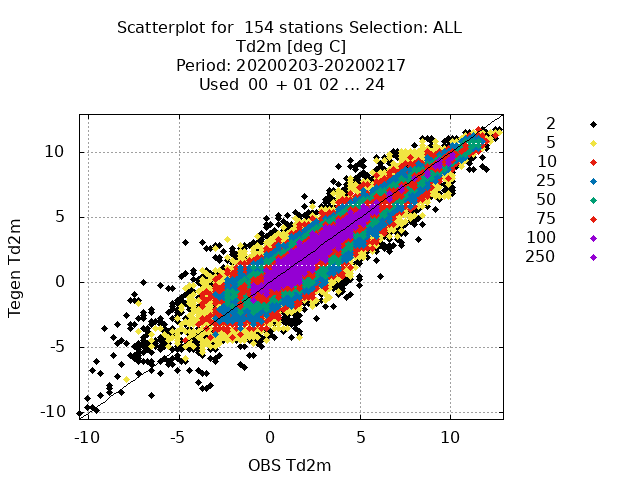 Scatterplot for 154 stations Selection: ALL
Td2m [deg C]
Period: 20200203-20200217
Used 00 + 01 02 ... 24
2
5
10
25
50
75
100
250
10
5
0
-5
-10
Tegen Td2m
-10 -5 0 5 10
OBS Td2m